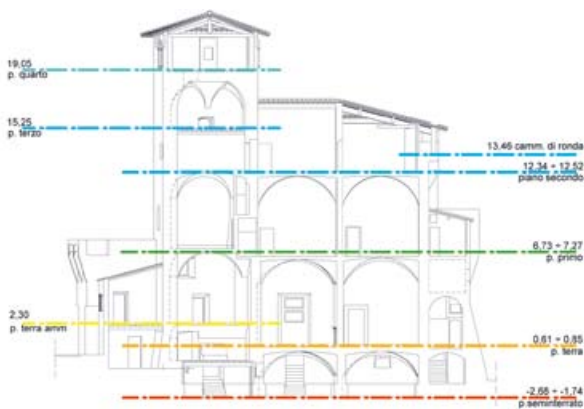 19,05
p. quarto
15,25
p. terzo
13,46 camm. di ronda
12,34 ÷ 12,52
piano secondo
6,73 ÷ 7,27
p. primo
2,30
p. terra amm
0,61 ÷ 0,85
p. terra
-2,68 ÷ -1,74
p.seminterrato